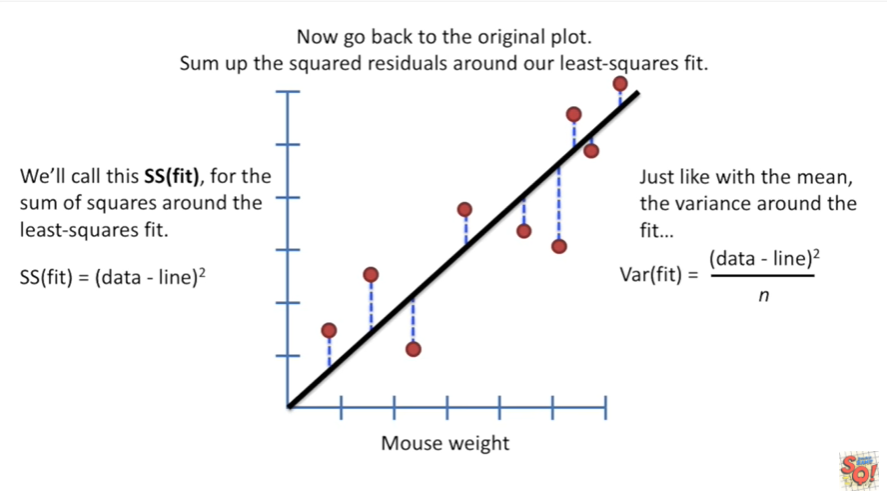 Now go back to the original plot.
Sum up the squared residuals around our least-squares fit.
We’ll call this SS(fit), for the
sum of squares around the
least-squares fit.
SS(fit) = (data - line)²
Just like with the mean,
the variance around the
fit...
Var(fit) = (data - line)²
n
Mouse weight
SQ!